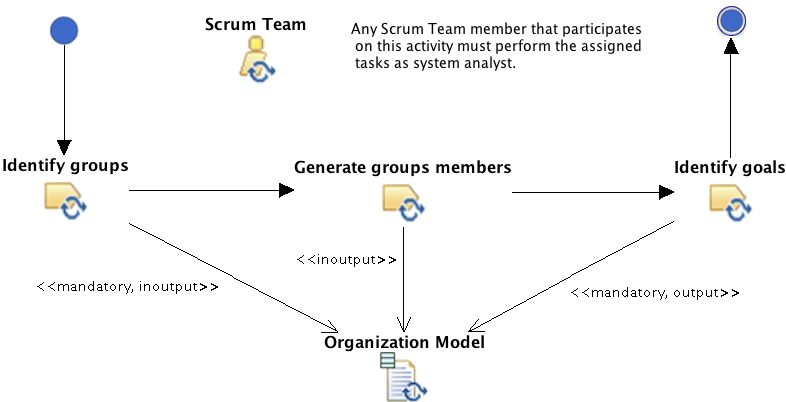 Scrum Team
Any Scrum Team member that participates
on this activity must perform the assigned
tasks as system analyst.
Identify groups
Generate groups members
Identify goals
<<inoutput>>
<<mandatory, inoutput>>
<<mandatory, output>>
Organization Model